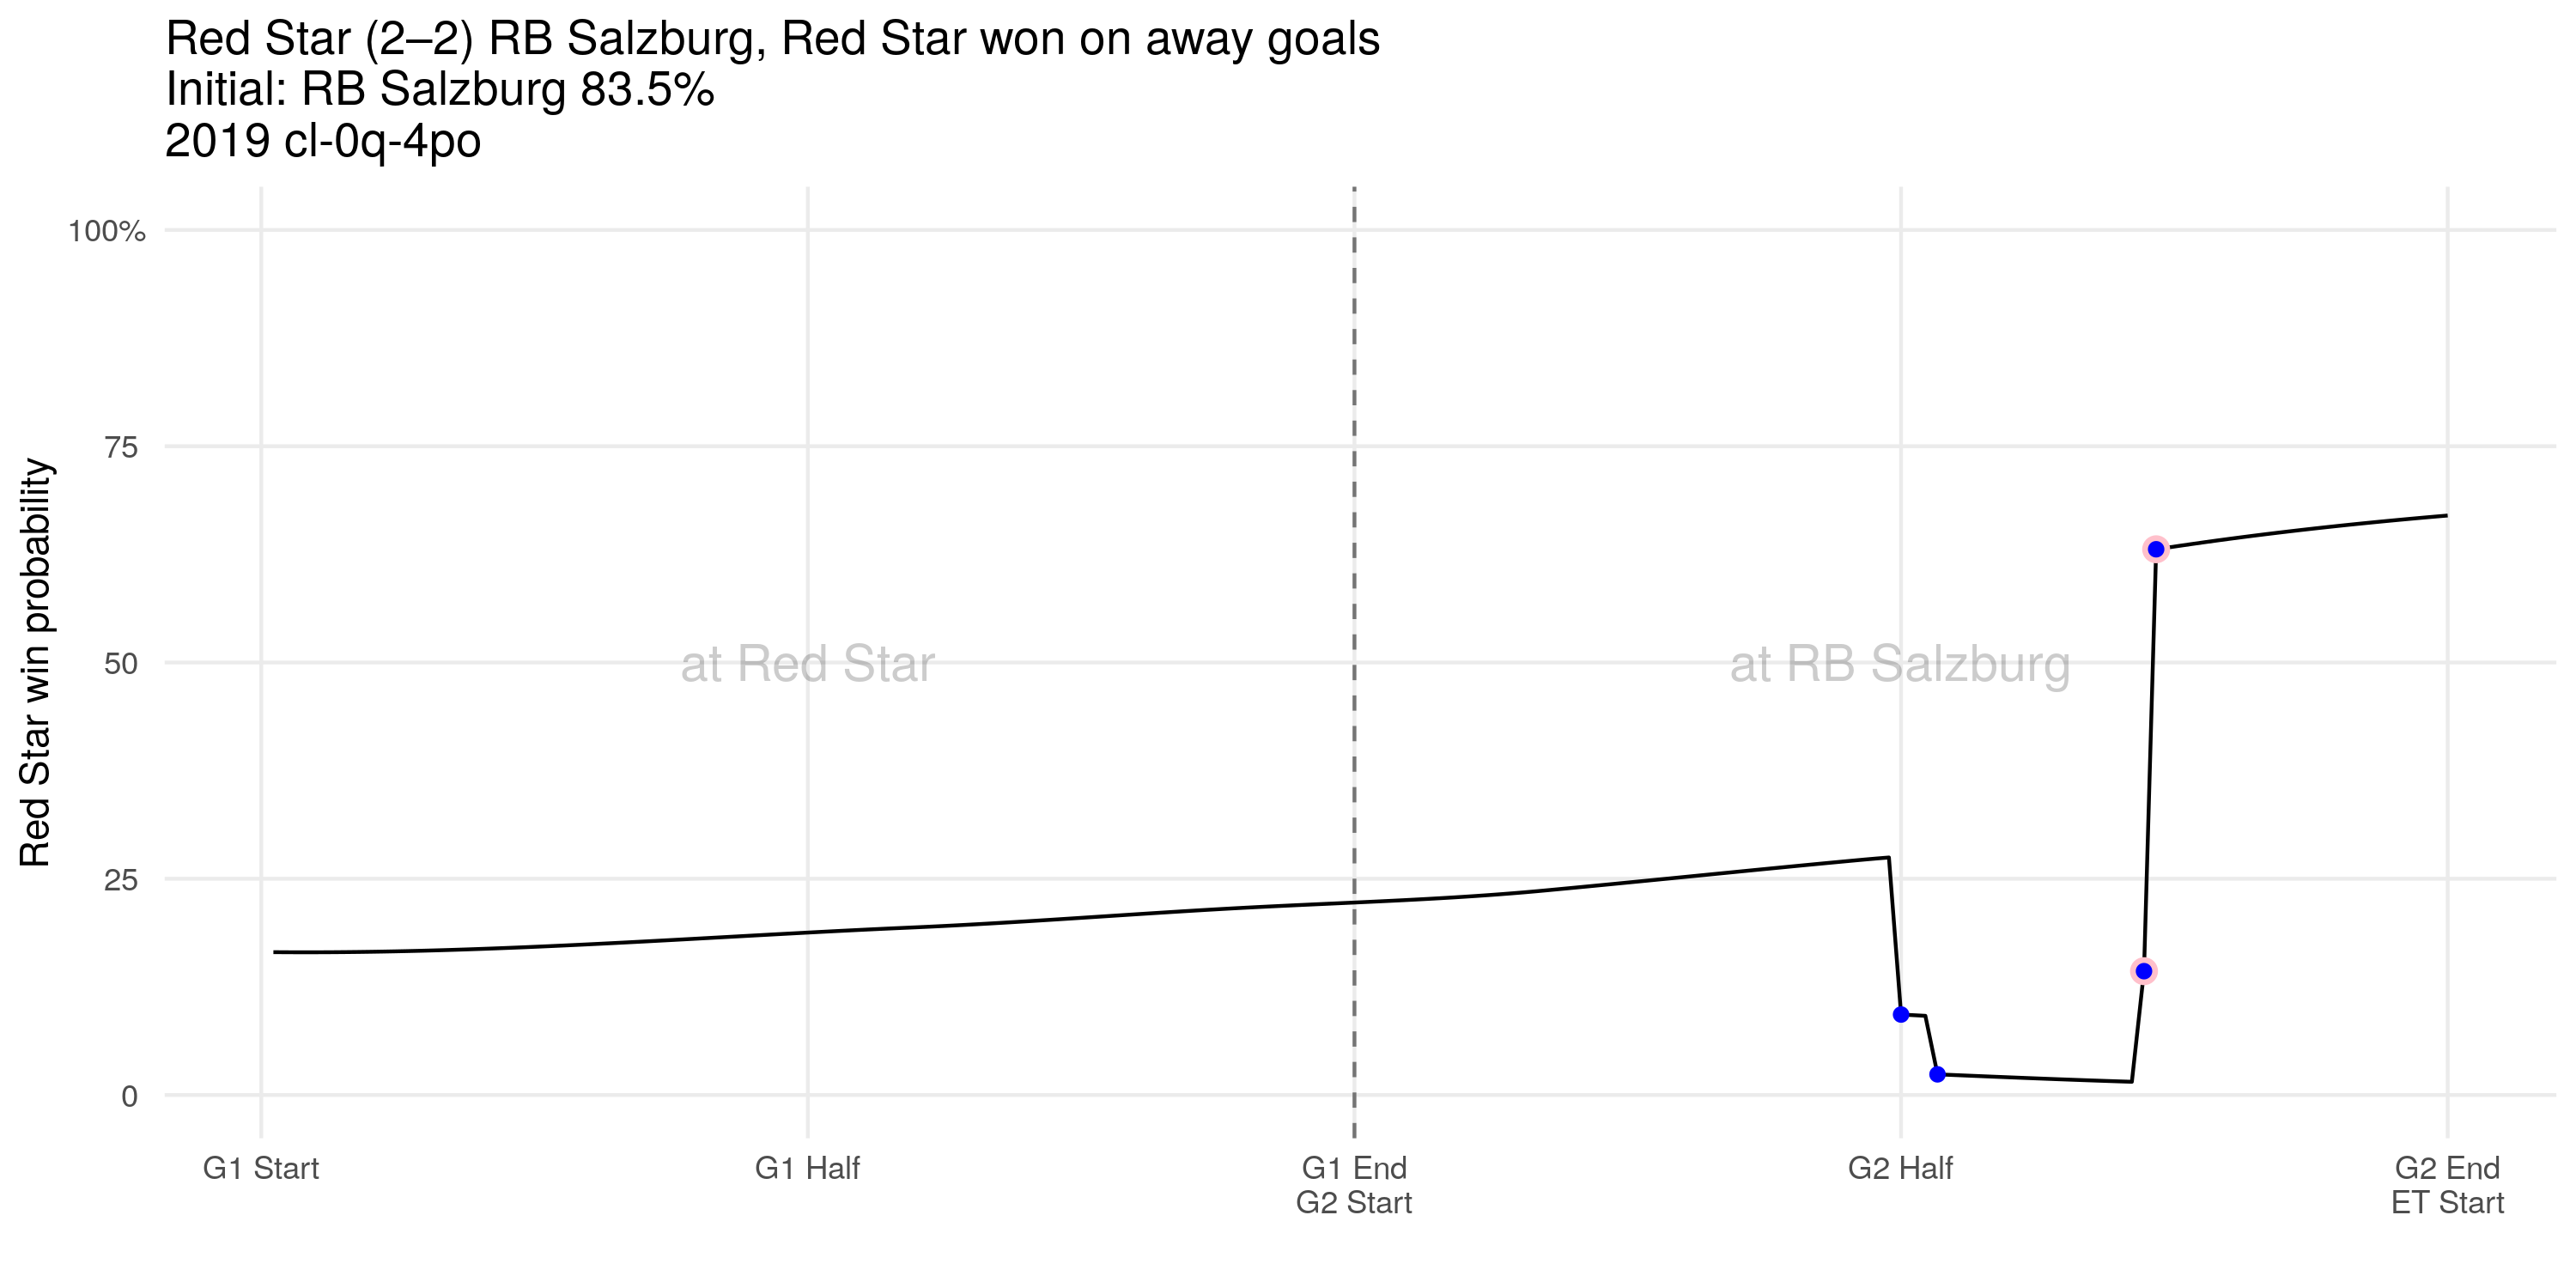 Red Star (2–2) RB Salzburg, Red Star won on away goals
Initial: RB Salzburg 83.5%
2019 cl-0q-4po
Red Star win probability
100%
75
50
25
0
at Red Star
at RB Salzburg
G1 Start
G1 Half
G1 End
G2 Start
G2 Half
G2 End
ET Start